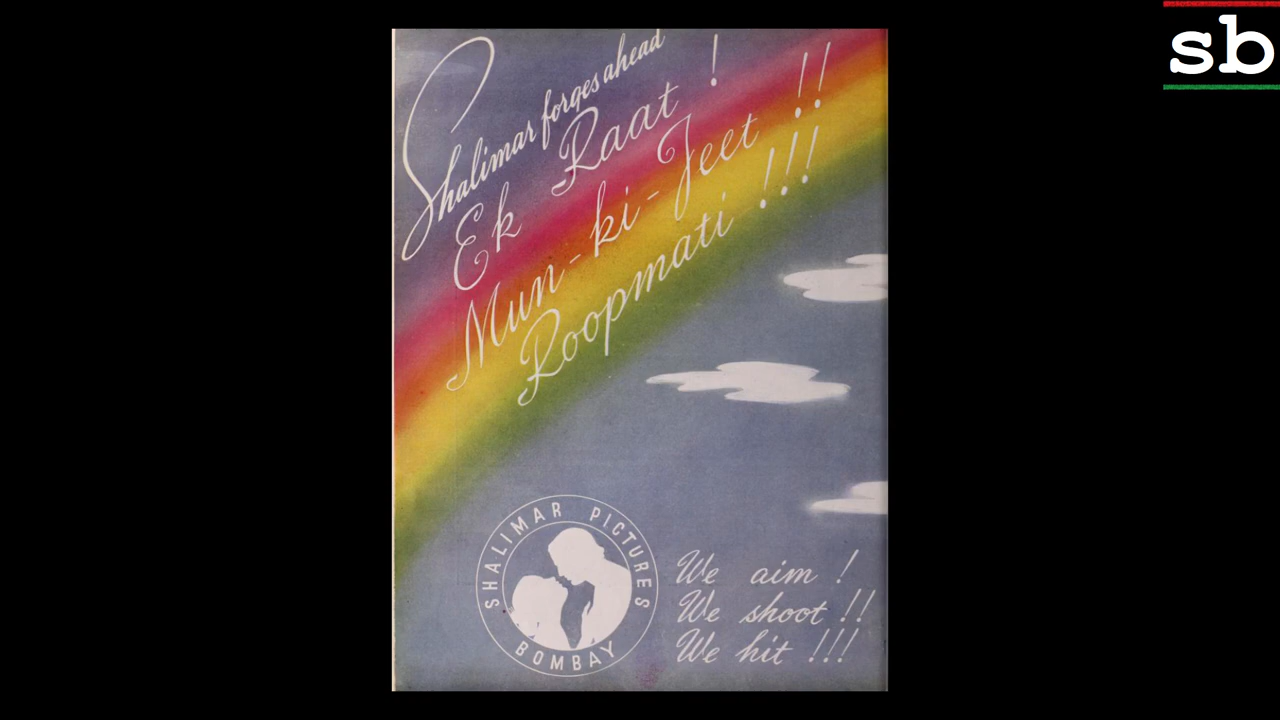 sb
Shalimar forges ahead
Ek Raat !
Mun-ki-Jeet !!
Roopmati !!!
SHALIMAR PICTURES
BOMBAY
We aim !
We shoot !!
We hit !!!